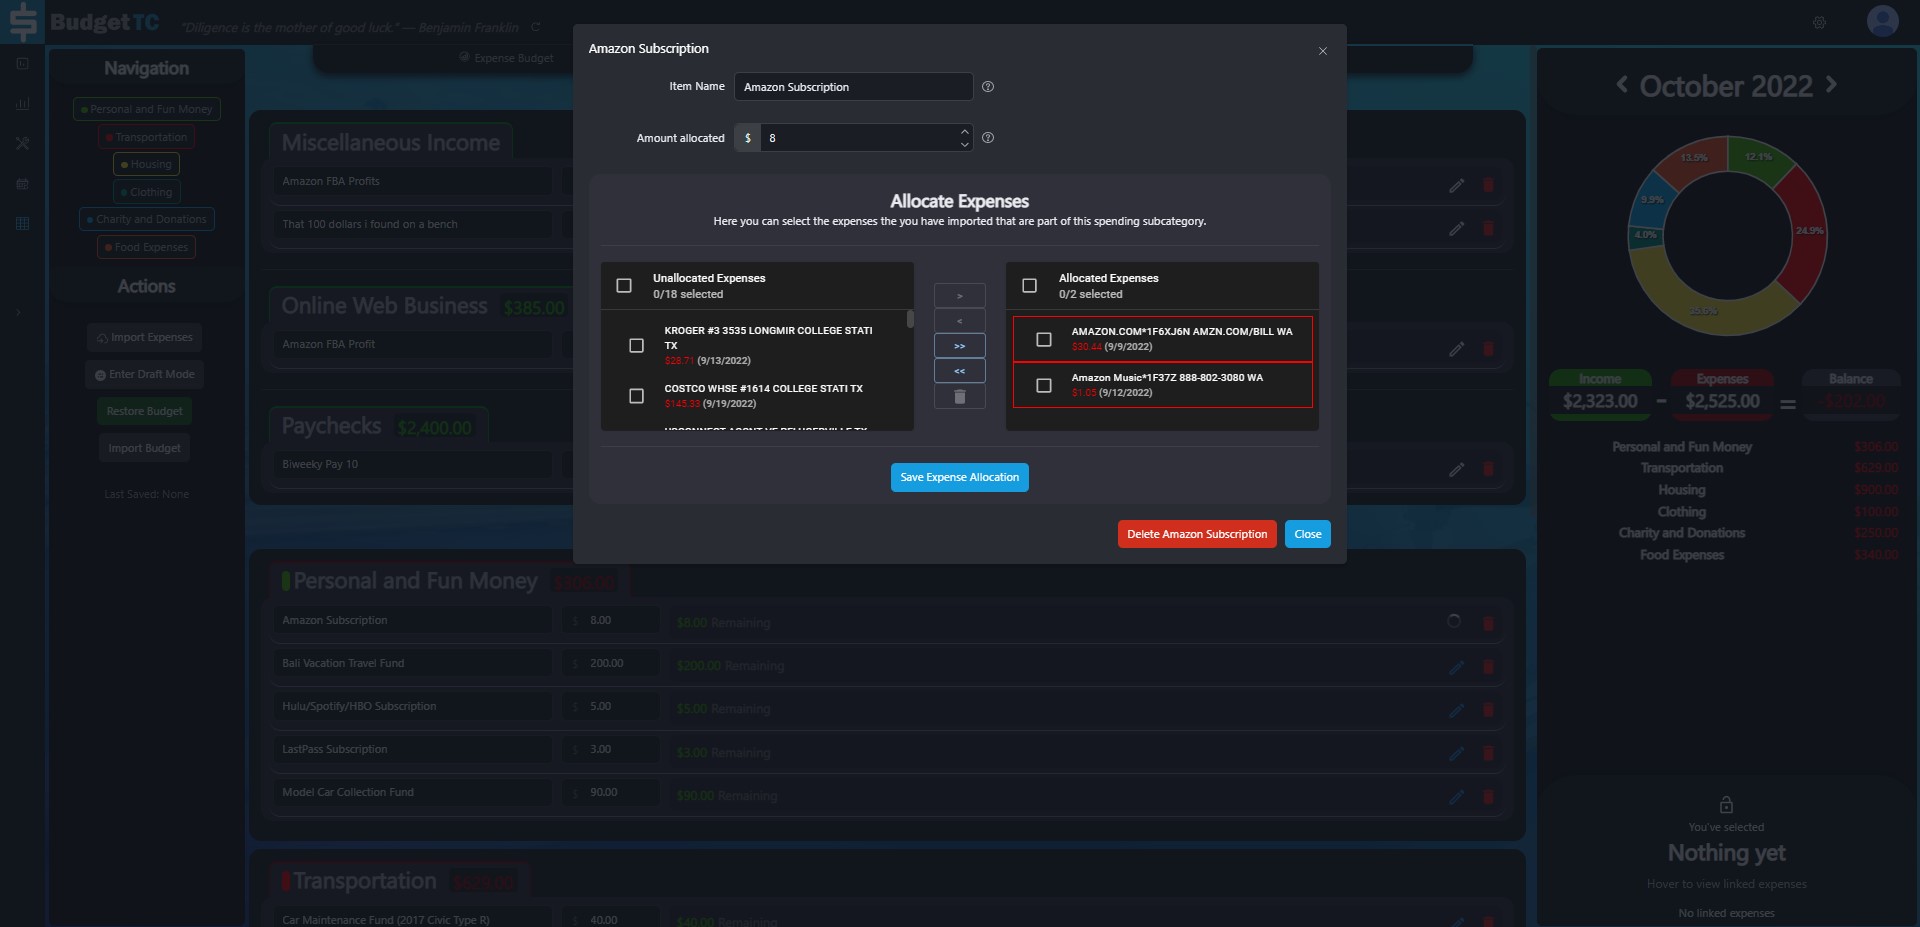 BudgetTC
"Diligence is the mother of good luck." — Benjamin Franklin
Expense Budget
Navigation
Personal and Fun Money
Transportation
Housing
Clothing
Charity and Donations
Food Expenses
Actions
Import Expenses
Enter Draft Mode
Restore Budget
Import Budget
Last Saved: None
Miscellaneous Income
Amazon FBA Profits
That 100 dollars i found on a bench
Online Web Business $385.00
Amazon FBA Profit
Paychecks $2,400.00
Biweekly Pay 10
Amazon Subscription
Item Name Amazon Subscription
Amount allocated $ 8
Allocate Expenses
Here you can select the expenses the you have imported that are part of this spending subcategory.
Unallocated Expenses
0/18 selected
KROGER #3 3535 LONGMIR COLLEGE STATI
TX
$28.71 (9/13/2022)
COSTCO WHSE #1614 COLLEGE STATI TX
$145.33 (9/19/2022)
>
<
>>
<<
Allocated Expenses
0/2 selected
AMAZON.COM*1F6XJ6N AMZN.COM/BILL WA
$30.44 (9/9/2022)
Amazon Music*1F37Z 888-802-3080 WA
$1.05 (9/12/2022)
Save Expense Allocation
Delete Amazon Subscription
Close
Personal and Fun Money $306.00
Amazon Subscription $ 8.00 $8.00 Remaining
Bali Vacation Travel Fund $ 200.00 $200.00 Remaining
Hulu/Spotify/HBO Subscription $ 5.00 $5.00 Remaining
LastPass Subscription $ 3.00 $3.00 Remaining
Model Car Collection Fund $ 90.00 $90.00 Remaining
Transportation $629.00
Car Maintenance Fund (2017 Civic Type R) $ 40.00 $40.00 Remaining
October 2022
13.5%
12.1%
9.9%
24.9%
4.0%
35.6%
Income
$2,323.00
-
Expenses
$2,525.00
=
Balance
-$202.00
Personal and Fun Money $306.00
Transportation $629.00
Housing $900.00
Clothing $100.00
Charity and Donations $250.00
Food Expenses $340.00
You've selected
Nothing yet
Hover to view linked expenses
No linked expenses